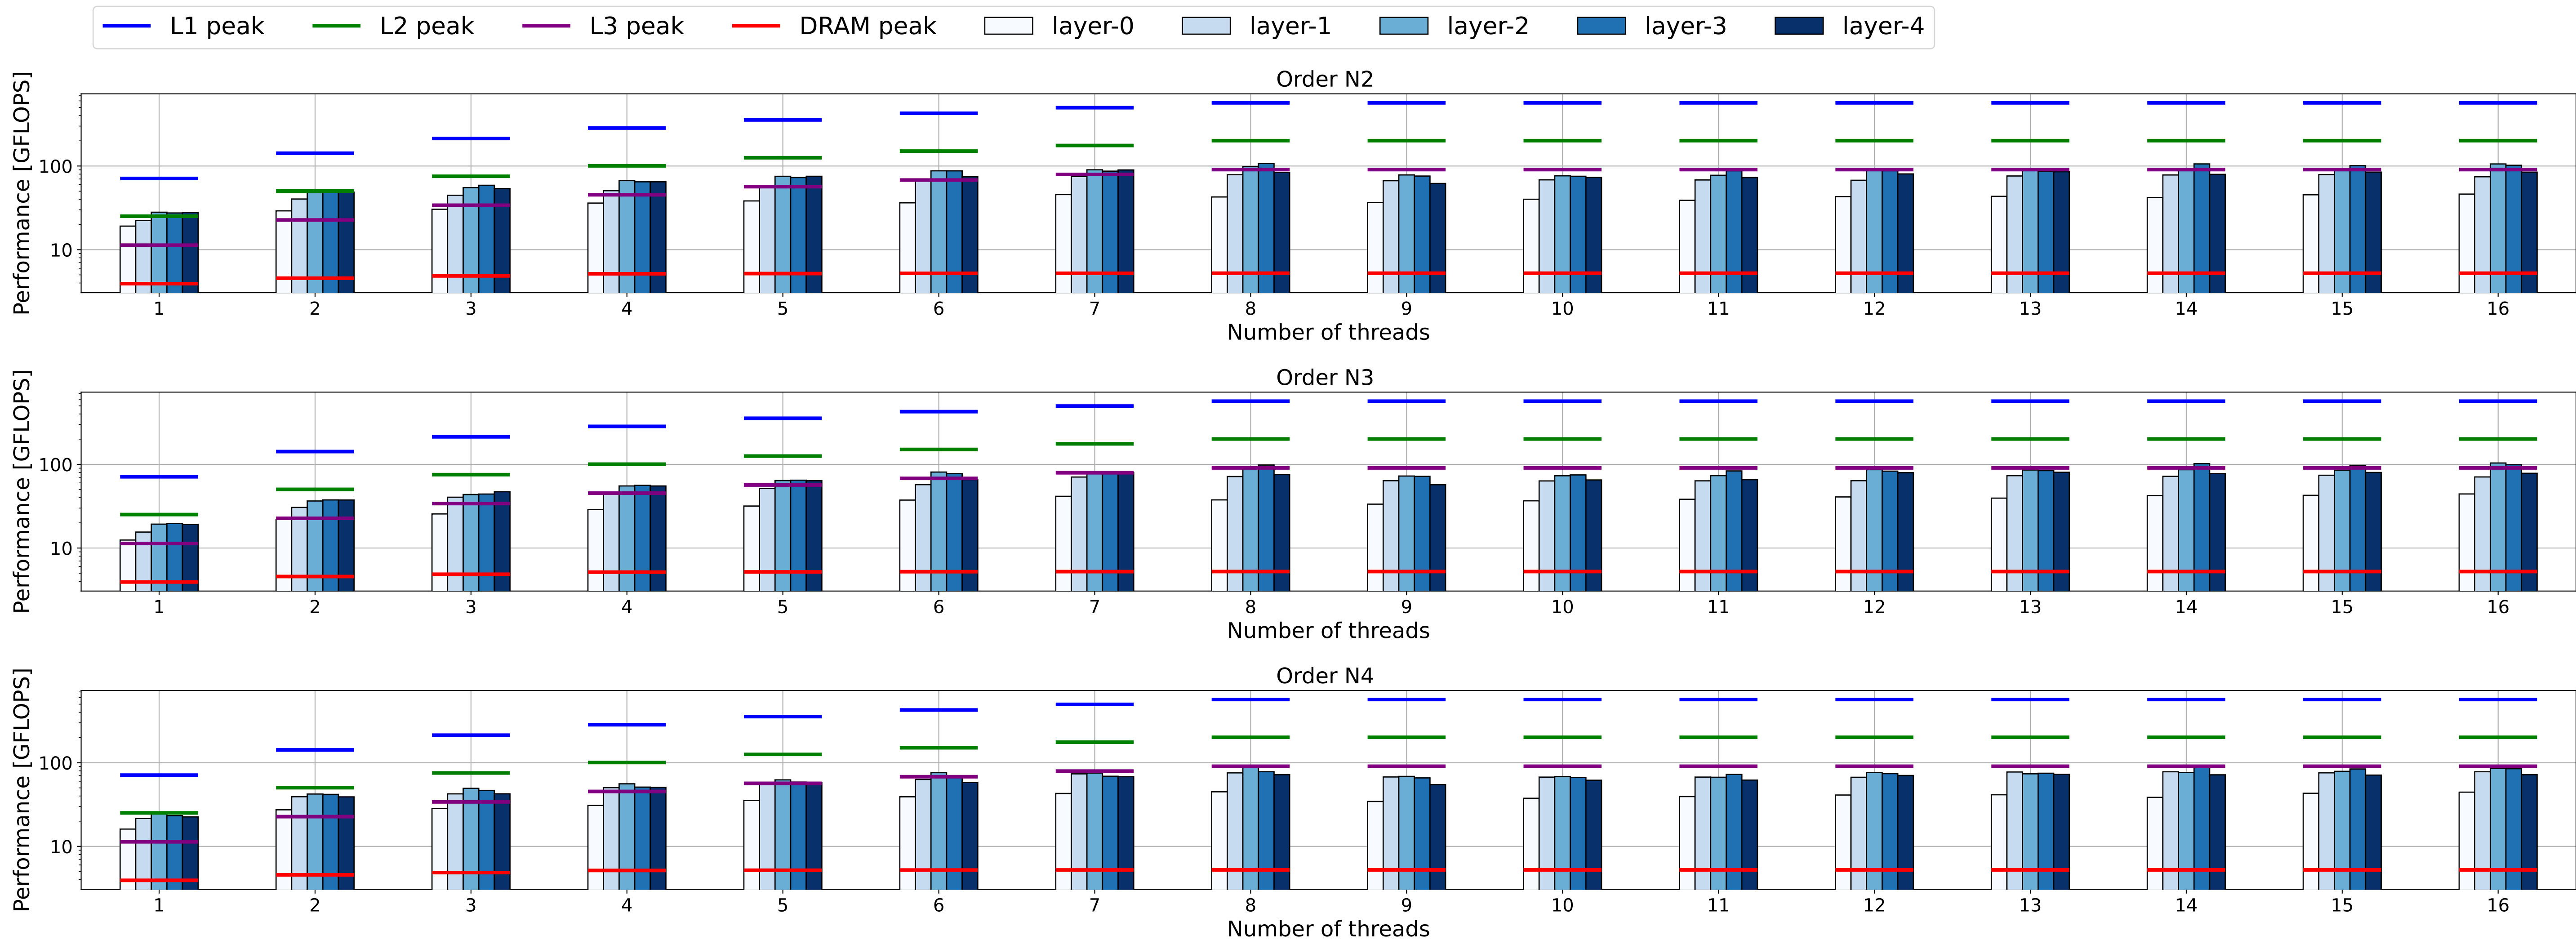 L1 peak L2 peak L3 peak DRAM peak layer-0 layer-1 layer-2 layer-3 layer-4
Order N2
Performance [GFLOPS]
100
10
1 2 3 4 5 6 7 8 9 10 11 12 13 14 15 16
Number of threads
Order N3
Performance [GFLOPS]
100
10
1 2 3 4 5 6 7 8 9 10 11 12 13 14 15 16
Number of threads
Order N4
Performance [GFLOPS]
100
10
1 2 3 4 5 6 7 8 9 10 11 12 13 14 15 16
Number of threads